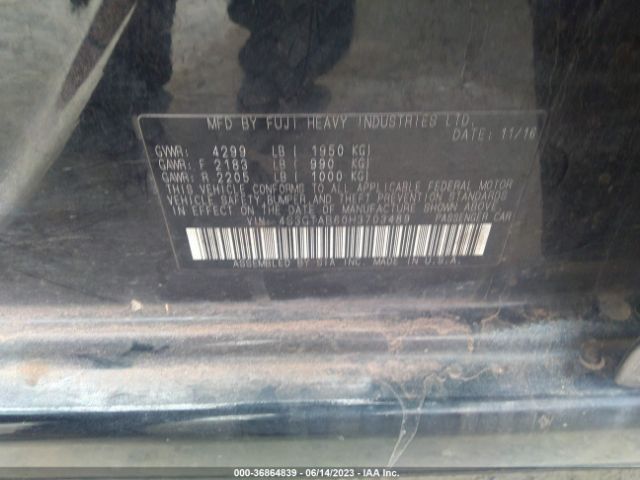 MFD BY FUJI HEAVY INDUSTRIES LTD.
DATE: 11/16
GVWR: 4299 LB ( 1950 KG)
GAWR: F 2183 LB ( 990 KG)
GAWR: R 2205 LB ( 1000 KG)
THIS VEHICLE CONFORMS TO ALL APPLICABLE FEDERAL MOTOR
VEHICLE SAFETY,BUMPER,AND THEFT PREVENTION STANDARDS
IN EFFECT ON THE DATE OF MANUFACTURE SHOWN ABOVE.
VIN: 4S3GTAB60H3703489 PASSENGER CAR
ASSEMBLED BY SIA INC. MADE IN U.S.A.
000-36864839 - 06/14/2023 - IAA Inc.